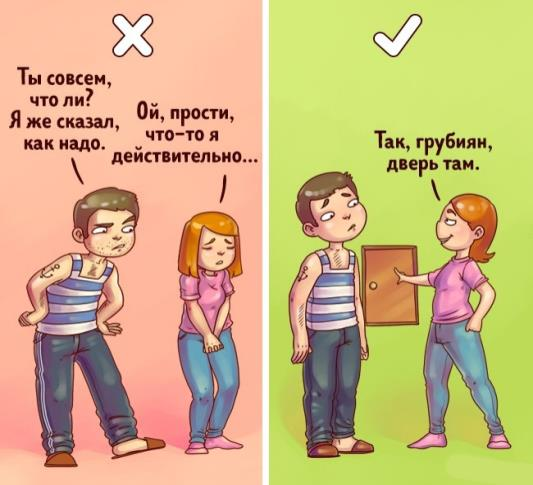 Ты совсем,
что ли?
Я же сказал,
как надо.
Ой, прости,
что-то я
действительно...
Так, грубиян,
дверь там.